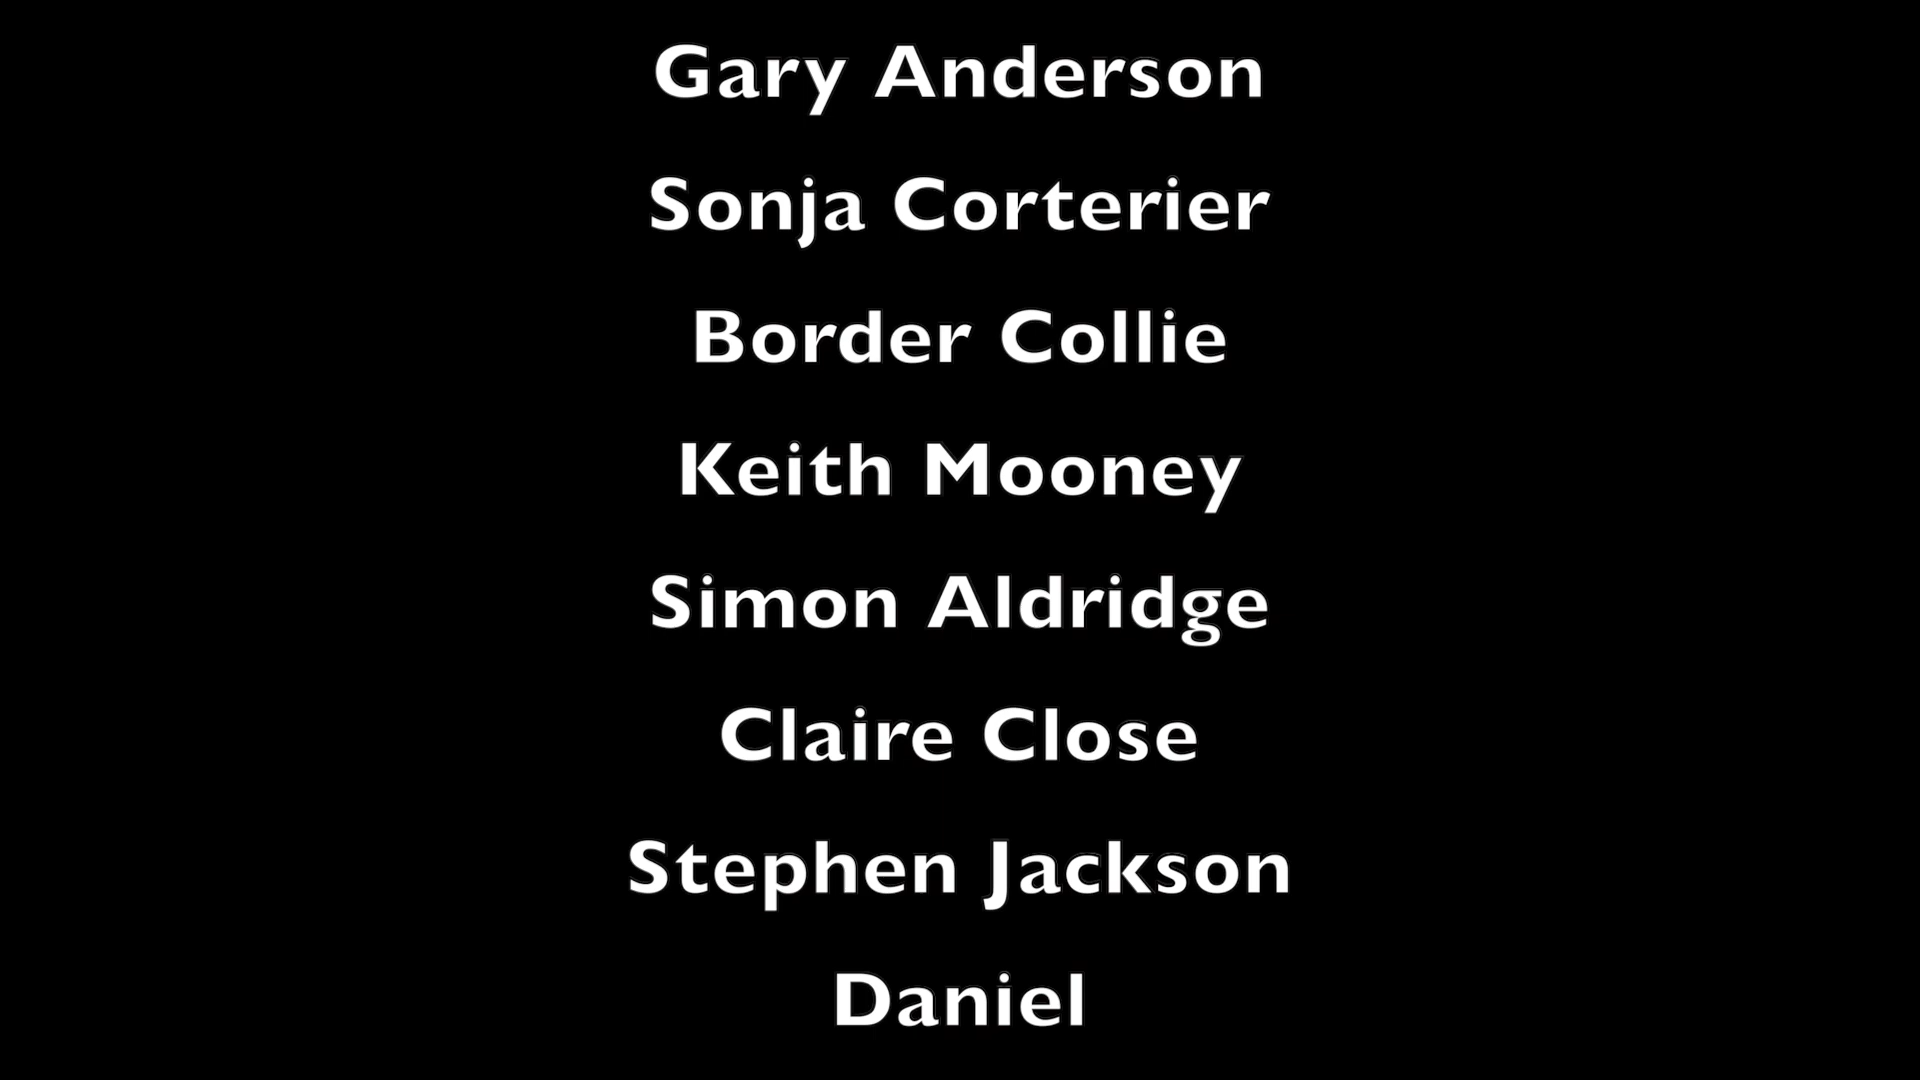 Gary Anderson
Sonja Corterier
Border Collie
Keith Mooney
Simon Aldridge
Claire Close
Stephen Jackson
Daniel